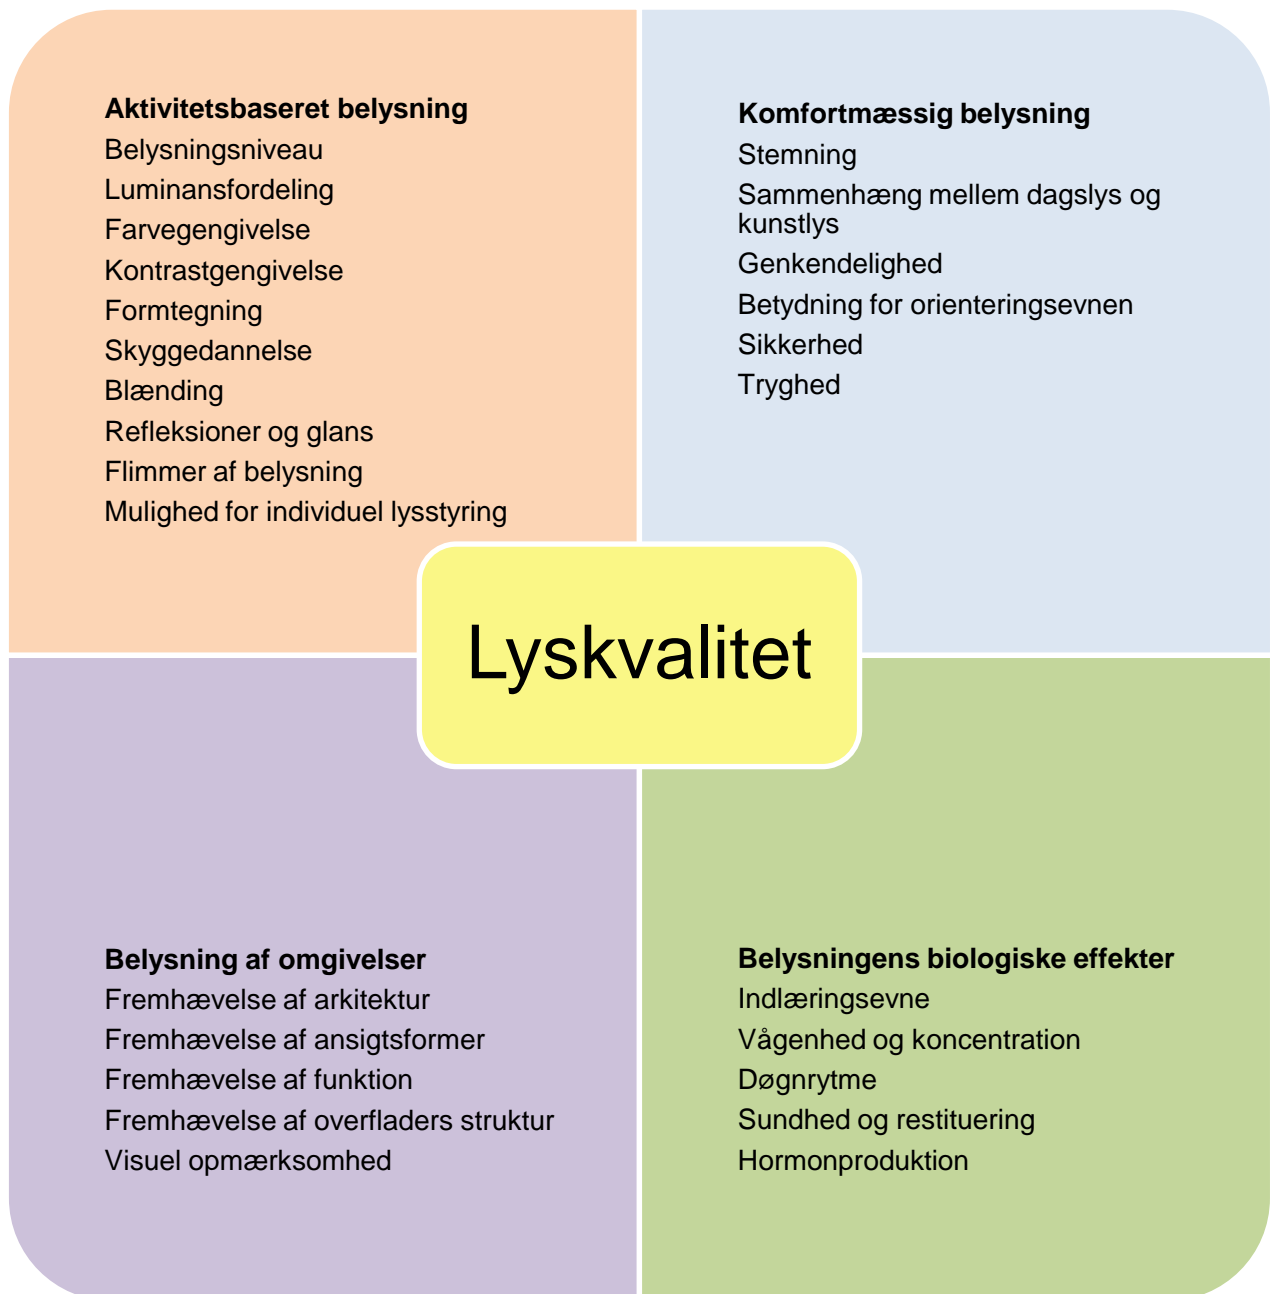 Aktivitetsbaseret belysning
Belysningsniveau
Luminansfordeling
Farvegengivelse
Kontrastgengivelse
Formtegning
Skyggedannelse
Blænding
Refleksioner og glans
Flimmer af belysning
Mulighed for individuel lysstyring
Komfortmæssig belysning
Stemning
Sammenhæng mellem dagslys og
kunstlys
Genkendelighed
Betydning for orienteringsevnen
Sikkerhed
Tryghed
Lyskvalitet
Belysning af omgivelser
Fremhævelse af arkitektur
Fremhævelse af ansigtsformer
Fremhævelse af funktion
Fremhævelse af overfladers struktur
Visuel opmærksomhed
Belysningens biologiske effekter
Indlæringsevne
Vågenhed og koncentration
Døgnrytme
Sundhed og restituering
Hormonproduktion